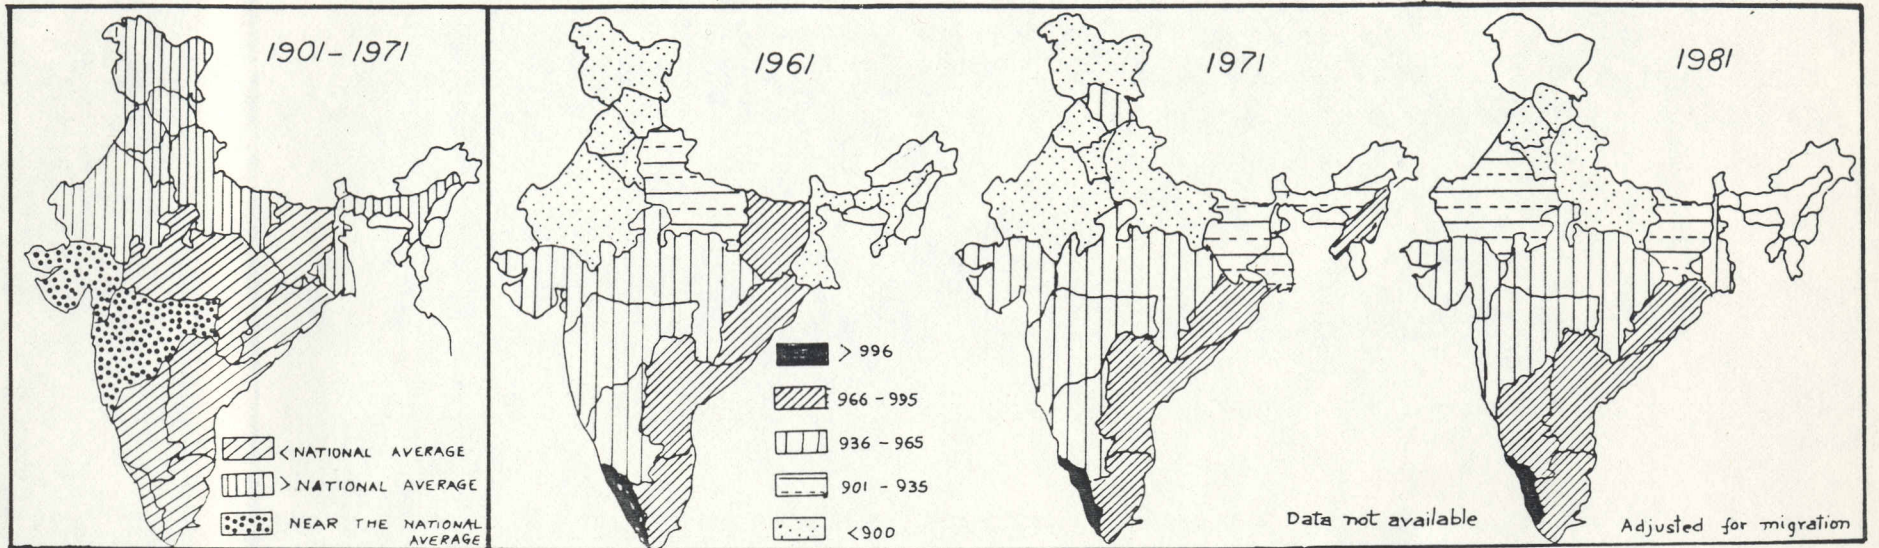 1901-1971
< NATIONAL AVERAGE
> NATIONAL AVERAGE
NEAR THE NATIONAL
AVERAGE
1961
> 996
966 - 995
936 - 965
901 - 935
<900
1971
Data not available
1981
Adjusted for migration